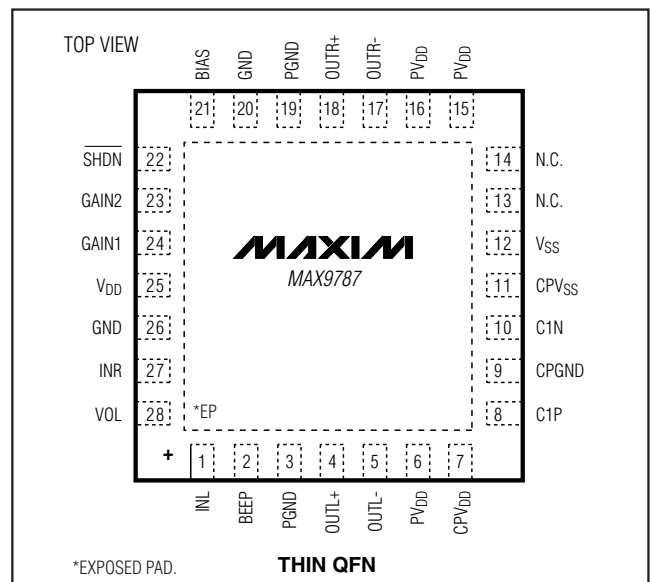 TOP VIEW
BIAS
GND
PGND
OUTR+
OUTR-
PVDD
PVDD
21
20
19
18
17
16
15
SHDN 22
GAIN2 23
GAIN1 24
VDD 25
GND 26
INR 27
VOL 28
14 N.C.
13 N.C.
12 VSS
11 CPVSS
10 C1N
9 CPGND
8 C1P
MAXIM
MAX9787
*EP
+
1
2
3
4
5
6
7
INL
BEEP
PGND
OUTL+
OUTL-
PVDD
CPVDD
*EXPOSED PAD.
THIN QFN